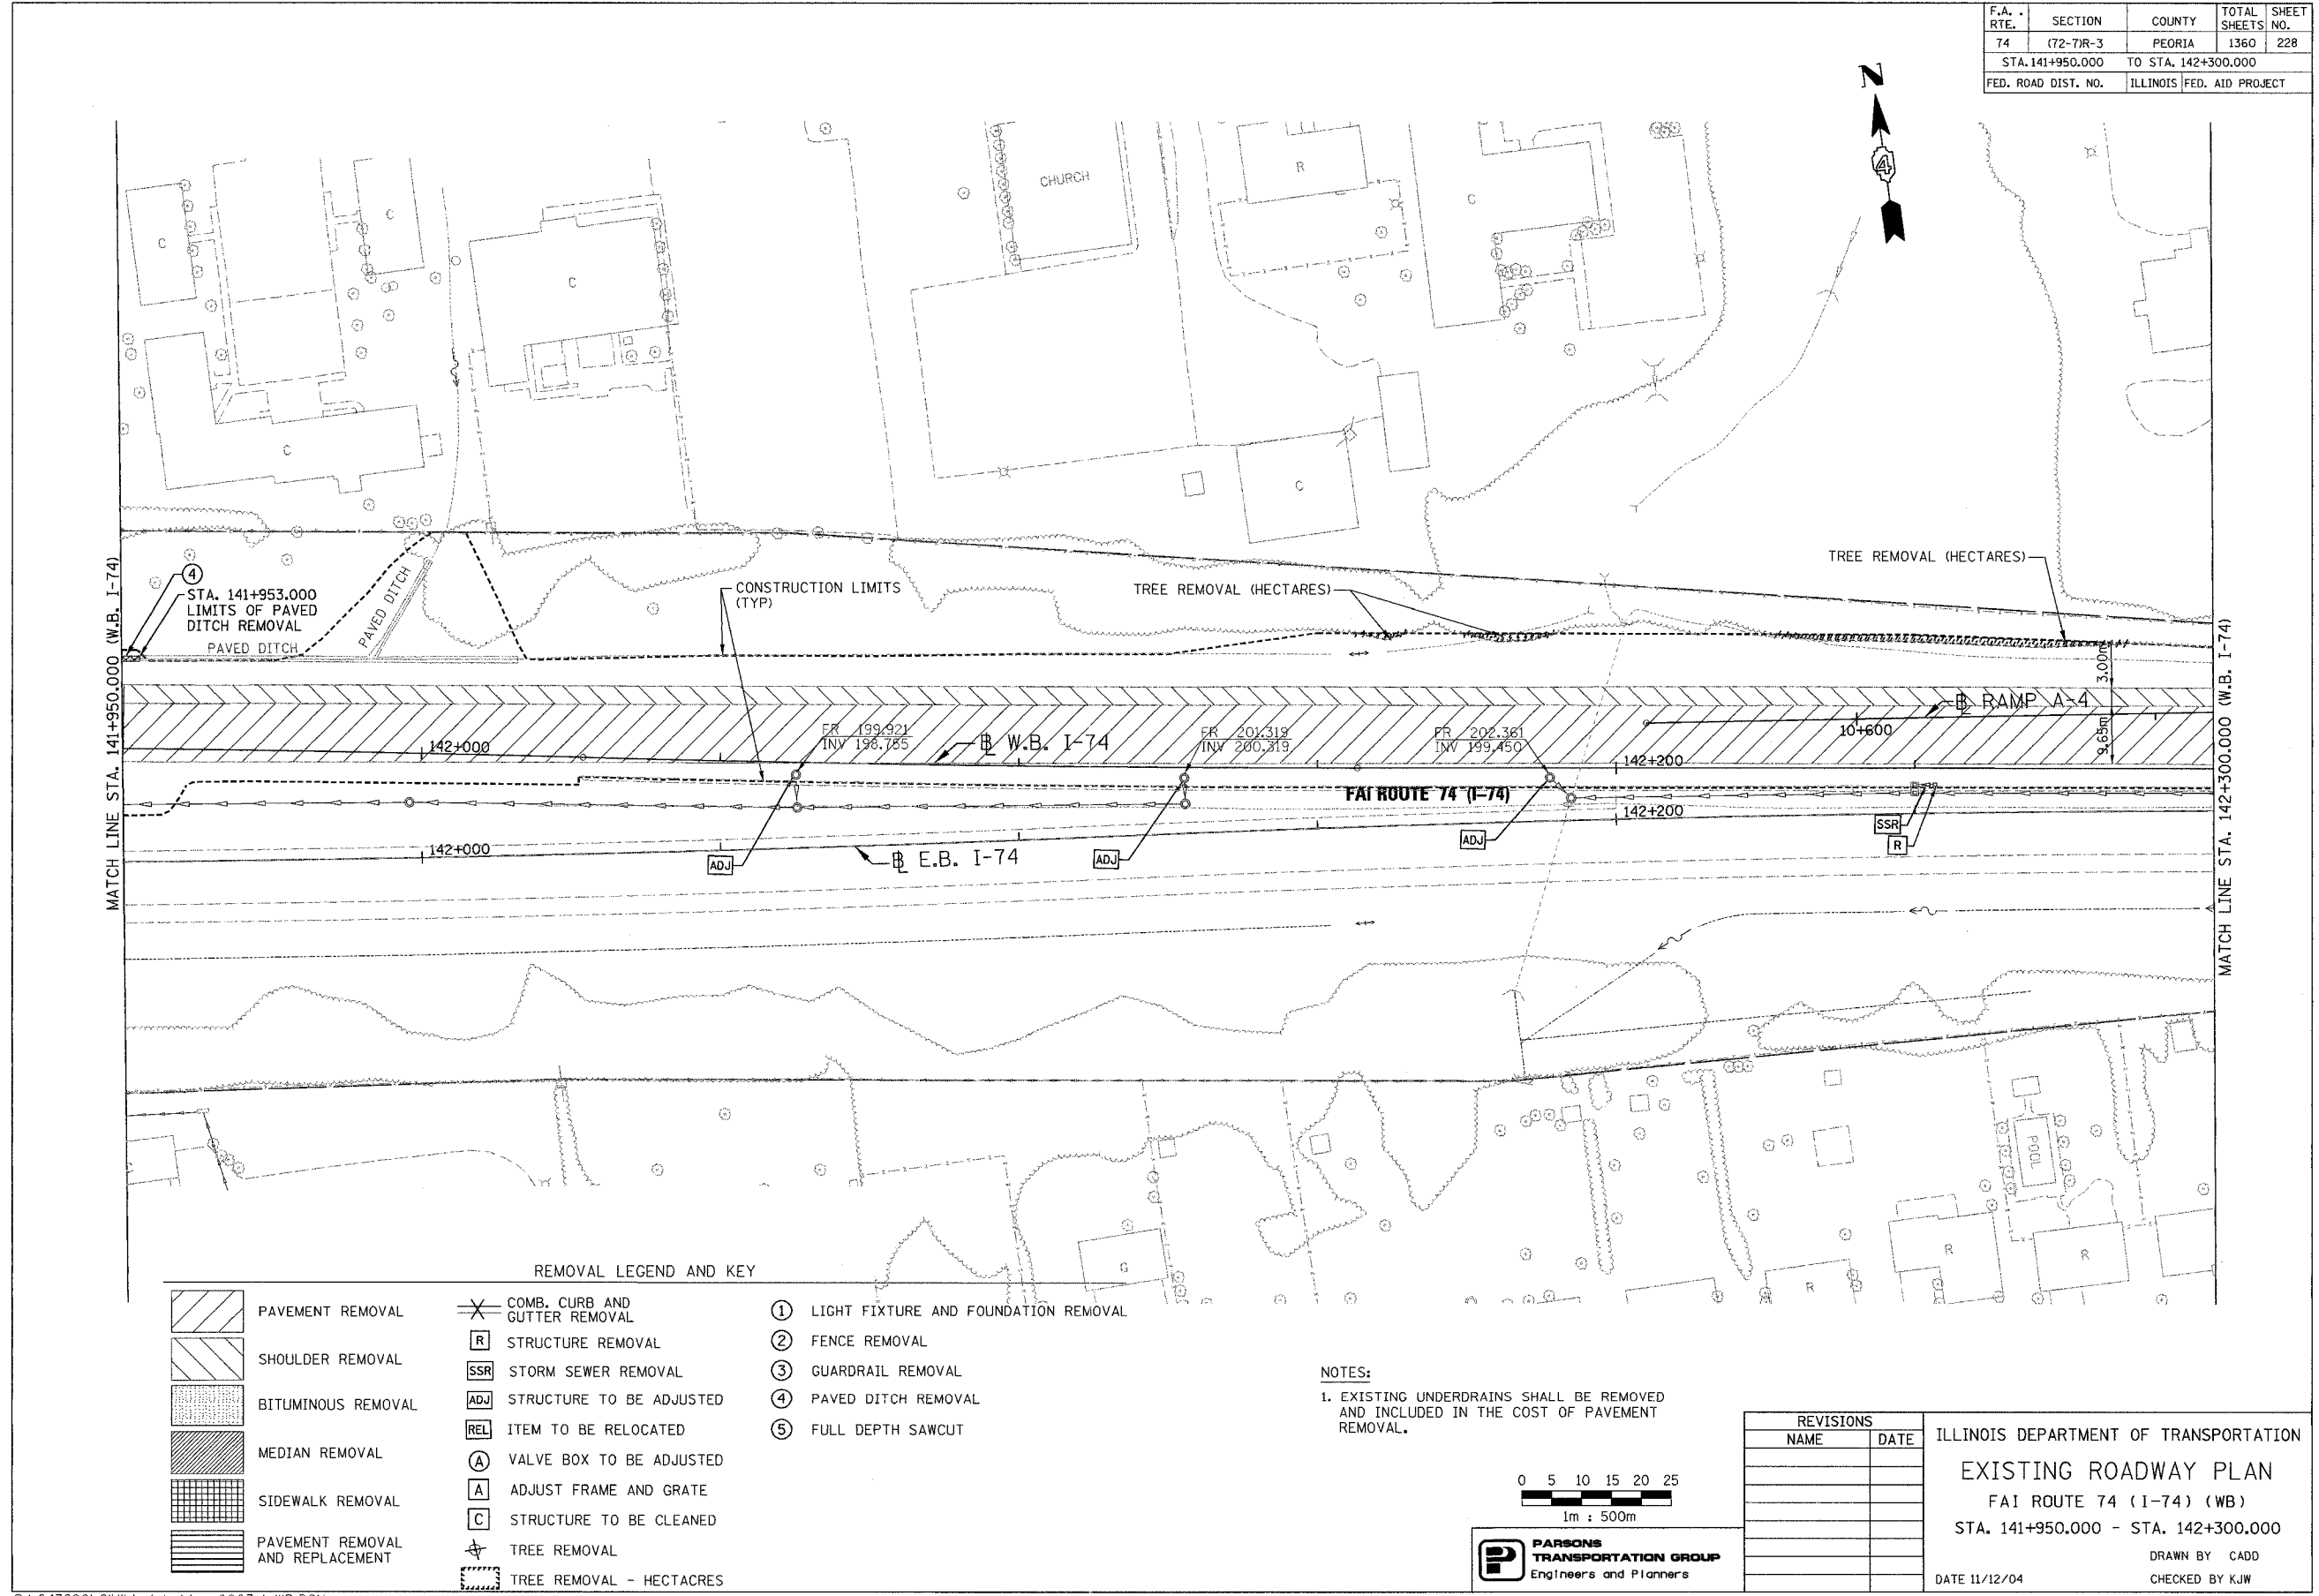 F.A. RTE. SECTION COUNTY TOTAL SHEETS SHEET NO.
74 (72-7)R-3 PEORIA 1360 228
STA. 141+950.000 TO STA. 142+300.000
FED. ROAD DIST. NO. ILLINOIS FED. AID PROJECT
N
4
CHURCH
R
C
C
C
C
C
C
C
MATCH LINE STA. 141+950.000 (W.B. I-74)
4
STA. 141+953.000
LIMITS OF PAVED
DITCH REMOVAL
PAVED DITCH
PAVED DITCH
CONSTRUCTION LIMITS
(TYP)
TREE REMOVAL (HECTARES)
TREE REMOVAL (HECTARES)
3.00m
9.65m
℄ RAMP A-4
10+600
142+000
FR 199.921
INV 198.755
℄ W.B. I-74
FR 201.319
INV 200.319
FR 202.361
INV 199.450
142+200
FAI ROUTE 74 (I-74)
142+200
142+000
ADJ
℄ E.B. I-74
ADJ
ADJ
SSR
R
MATCH LINE STA. 142+300.000 (W.B. I-74)
POOL
G
R
R
R
REMOVAL LEGEND AND KEY
PAVEMENT REMOVAL
SHOULDER REMOVAL
BITUMINOUS REMOVAL
MEDIAN REMOVAL
SIDEWALK REMOVAL
PAVEMENT REMOVAL
AND REPLACEMENT
COMB. CURB AND
GUTTER REMOVAL
R STRUCTURE REMOVAL
SSR STORM SEWER REMOVAL
ADJ STRUCTURE TO BE ADJUSTED
REL ITEM TO BE RELOCATED
A VALVE BOX TO BE ADJUSTED
A ADJUST FRAME AND GRATE
C STRUCTURE TO BE CLEANED
TREE REMOVAL
TREE REMOVAL - HECTACRES
1 LIGHT FIXTURE AND FOUNDATION REMOVAL
2 FENCE REMOVAL
3 GUARDRAIL REMOVAL
4 PAVED DITCH REMOVAL
5 FULL DEPTH SAWCUT
NOTES:
1. EXISTING UNDERDRAINS SHALL BE REMOVED
AND INCLUDED IN THE COST OF PAVEMENT
REMOVAL.
0 5 10 15 20 25
1m : 500m
PARSONS
TRANSPORTATION GROUP
Engineers and Planners
REVISIONS
NAME DATE
ILLINOIS DEPARTMENT OF TRANSPORTATION
EXISTING ROADWAY PLAN
FAI ROUTE 74 (I-74) (WB)
STA. 141+950.000 - STA. 142+300.000
DRAWN BY CADD
DATE 11/12/04 CHECKED BY KJW